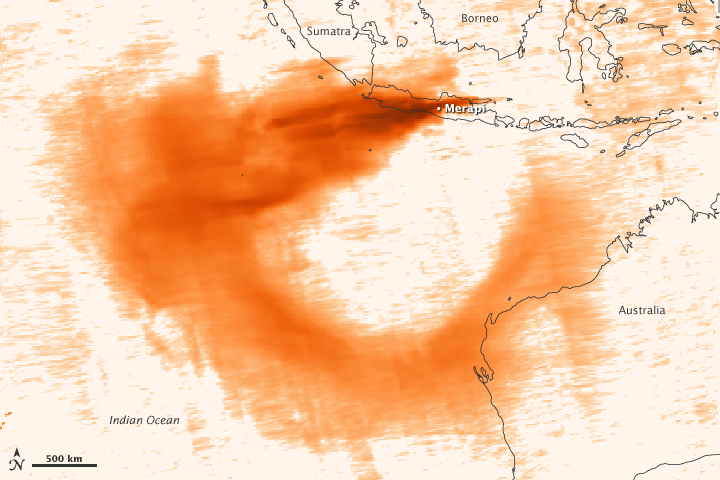 Borneo
Sumatra
Merapi
Australia
Indian Ocean
N
500 km